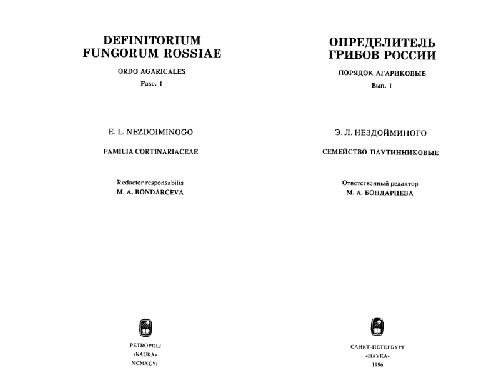 DEFINITORIUM
FUNGORUM ROSSIAE
ORDO AGARICALES
Fasc. 1
E. L. NEZDOIMINOGO
FAMILIA CORTINARIACEAE
Redactor responsabilis
M. A. BONDARCEVA
PETROPOLI
«NAUKA»
MCMXCVI
ОПРЕДЕЛИТЕЛЬ
ГРИБОВ РОССИИ
ПОРЯДОК АГАРИКОВЫЕ
Вып. 1
Э. Л. НЕЗДОЙМИНОГО
СЕМЕЙСТВО ПАУТИННИКОВЫЕ
Ответственный редактор
М. А. БОНДАРЦЕВА
САНКТ-ПЕТЕРБУРГ
«НАУКА»
1996